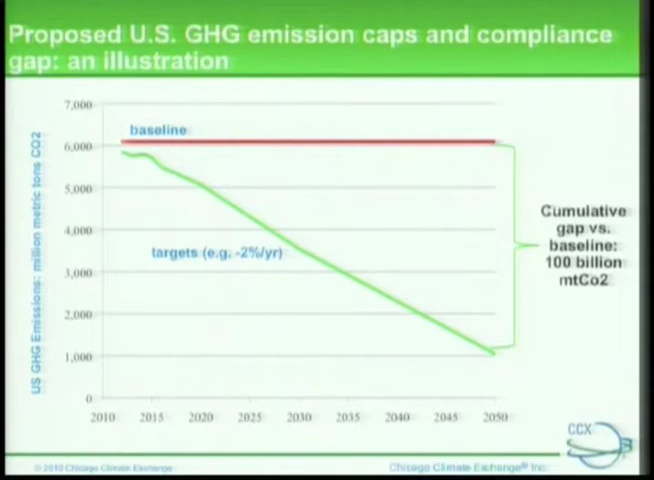 Proposed U.S. GHG emission caps and compliance
gap: an illustration
7,000
6,000
5,000
4,000
3,000
2,000
1,000
0
US GHG Emissions: million metric tons CO2
baseline
targets (e.g. -2%/yr)
2010 2015 2020 2025 2030 2035 2040 2045 2050
Cumulative
gap vs.
baseline:
100 billion
mtCo2
CCX
© 2010 Chicago Climate Exchange
Chicago Climate Exchange® Inc.